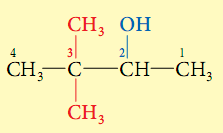 CH₃ OH
4 3 2 1
CH₃—C—CH—CH₃
CH₃